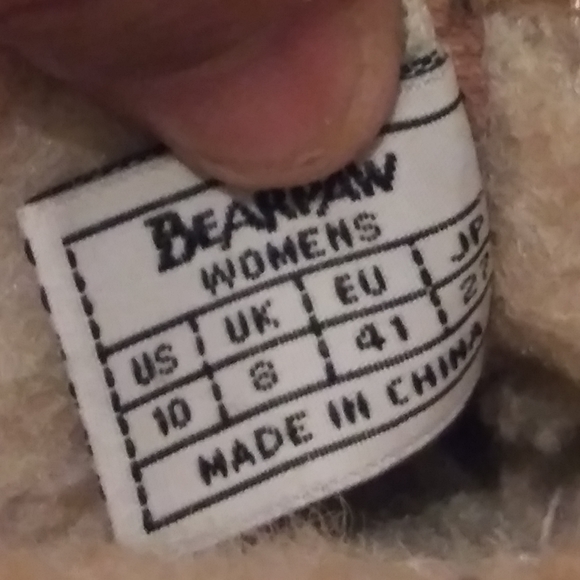 BEARPAW
WOMENS
US UK EU JP
10 8 41
MADE IN CHINA